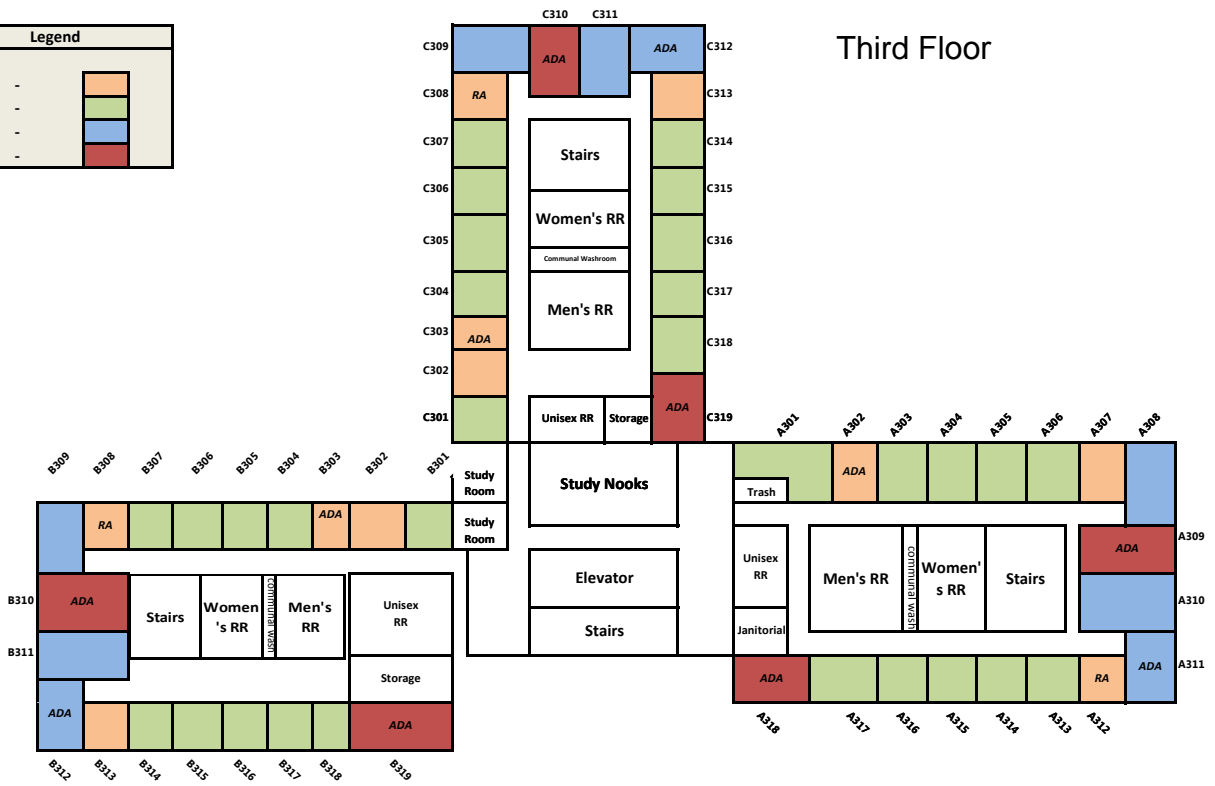 Legend
-
-
-
-
Third Floor
C310 C311
C309 ADA ADA C312
C308 RA C313
C307 Stairs C314
C306 C315
Women's RR
C305 C316
Communal Washroom
C304 C317
Men's RR
C303 ADA C318
C302
C301 Unisex RR Storage ADA C319
B309 B308 B307 B306 B305 B304 B303 B302 B301
Study
Room
Study Nooks
A301 A302 A303 A304 A305 A306 A307 A308
ADA
Trash
RA ADA
Study
Room
Unisex
RR
Men's RR
communal wash
Women'
s RR
Stairs
ADA A309
A310
Elevator
Stairs
Janitorial
B310 ADA
Stairs
Women
's RR
communal wash
Men's
RR
Unisex
RR
B311
Storage
ADA RA ADA A311
ADA ADA
A318 A317 A316 A315 A314 A313 A312
B312 B313 B314 B315 B316 B317 B318 B319